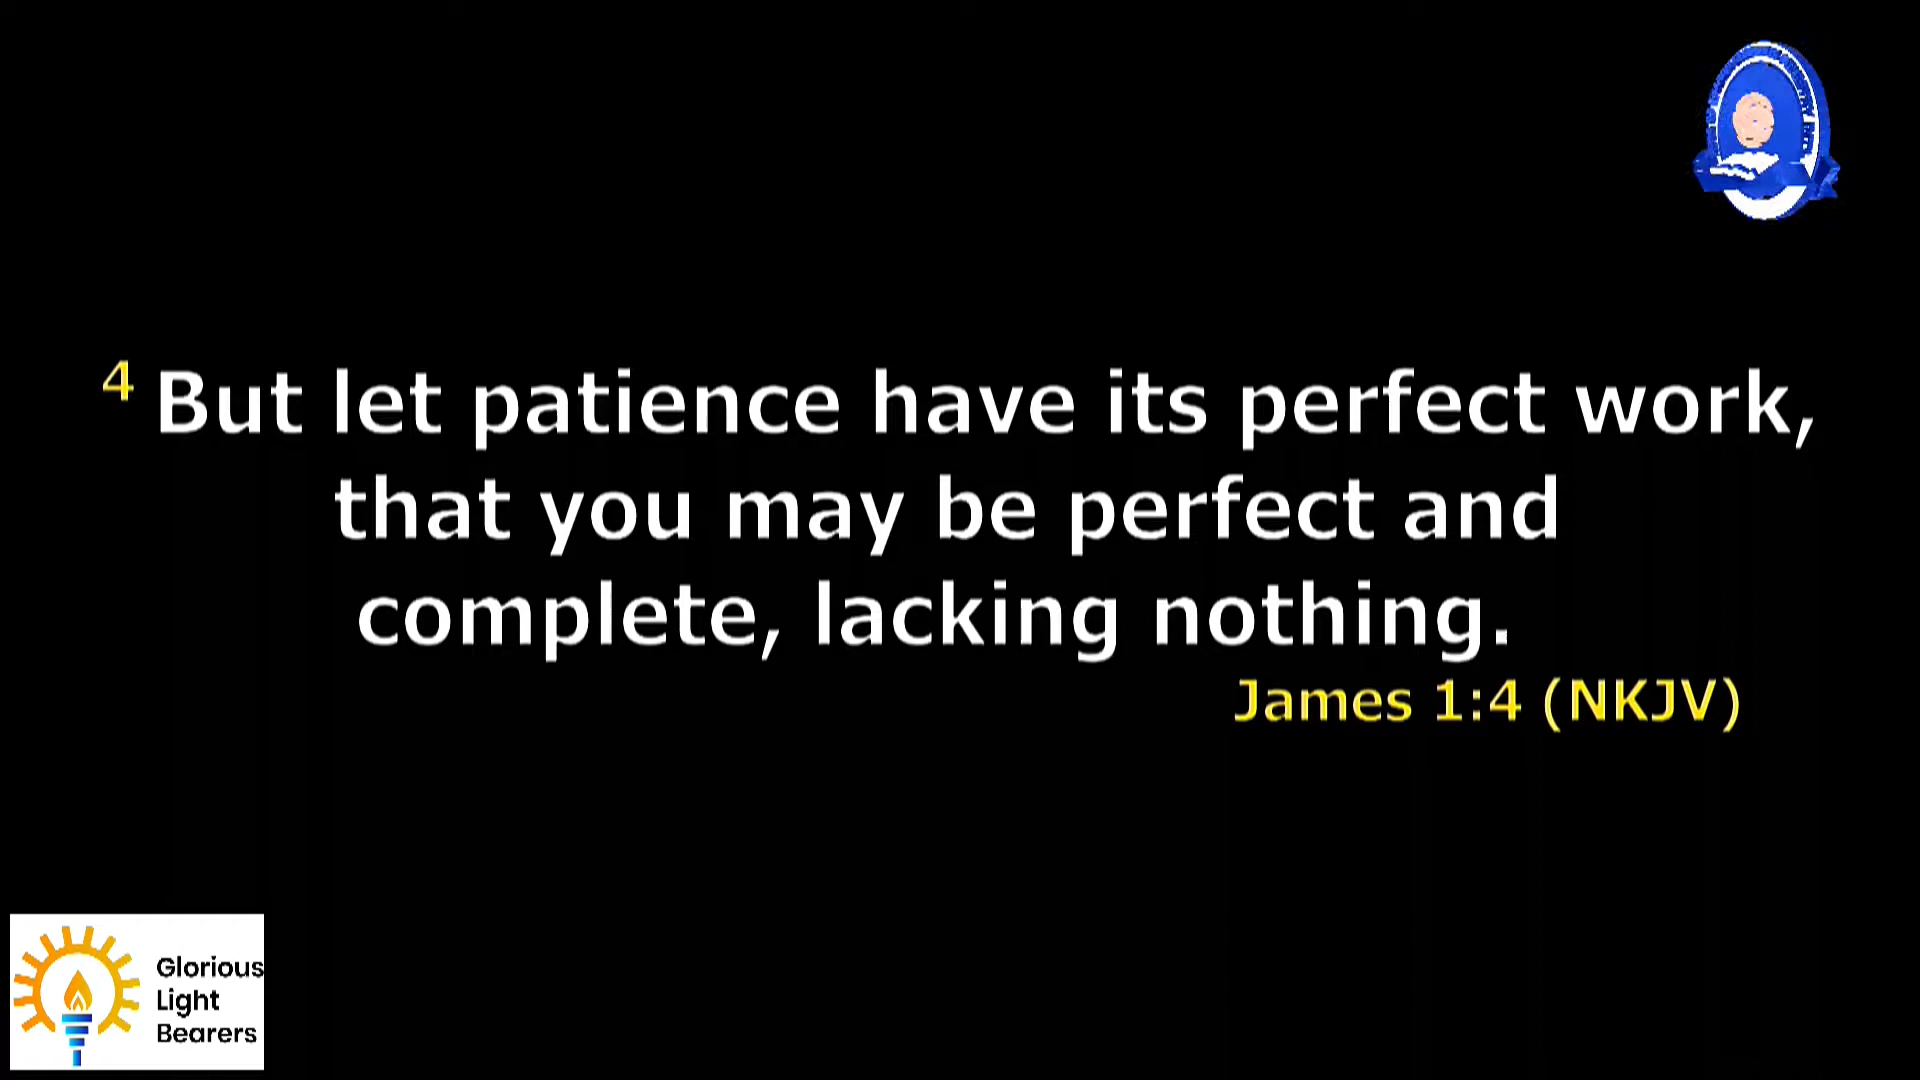 4 But let patience have its perfect work,
that you may be perfect and
complete, lacking nothing.
James 1:4 (NKJV)
Glorious
Light
Bearers